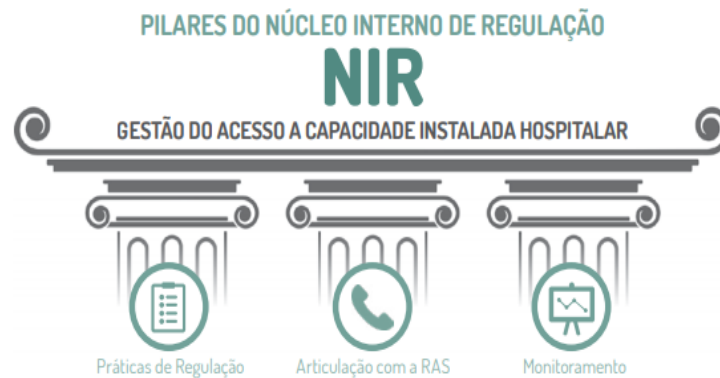 PILARES DO NÚCLEO INTERNO DE REGULAÇÃO
NIR
GESTÃO DO ACESSO A CAPACIDADE INSTALADA HOSPITALAR
Práticas de Regulação
Articulação com a RAS
Monitoramento